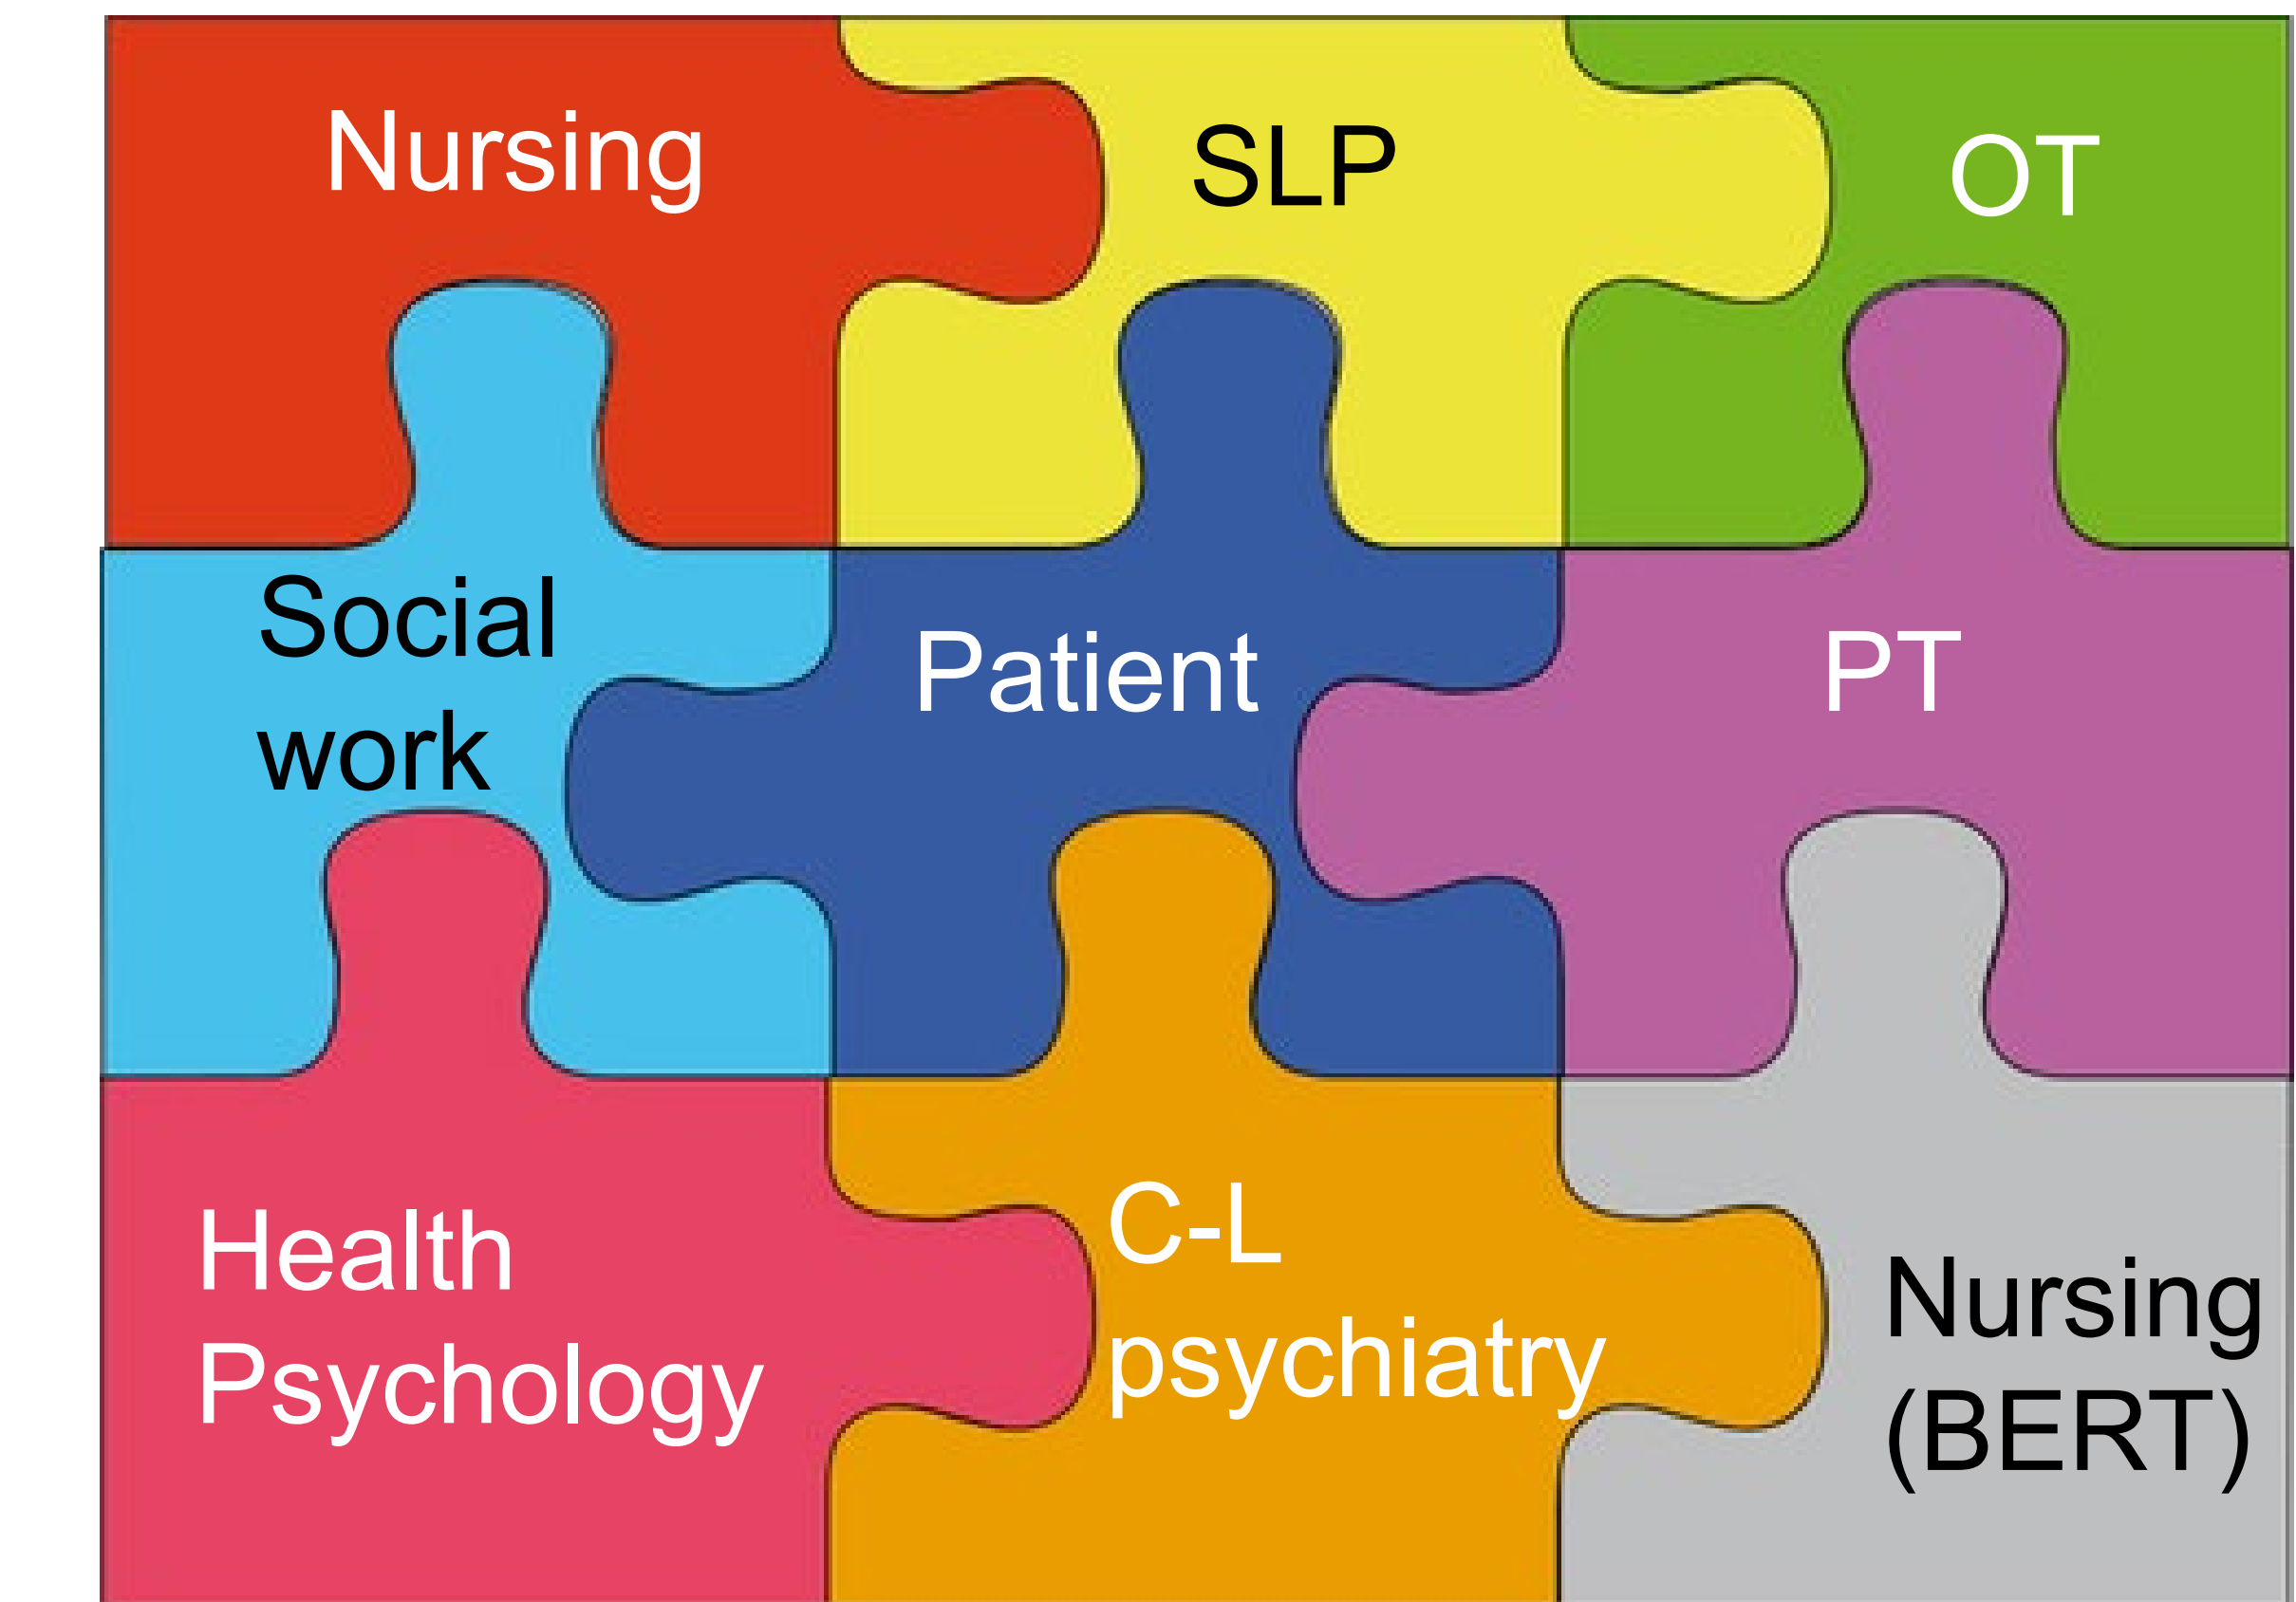 Nursing
SLP
OT
Social
work
Patient
PT
Health
Psychology
C-L
psychiatry
Nursing
(BERT)